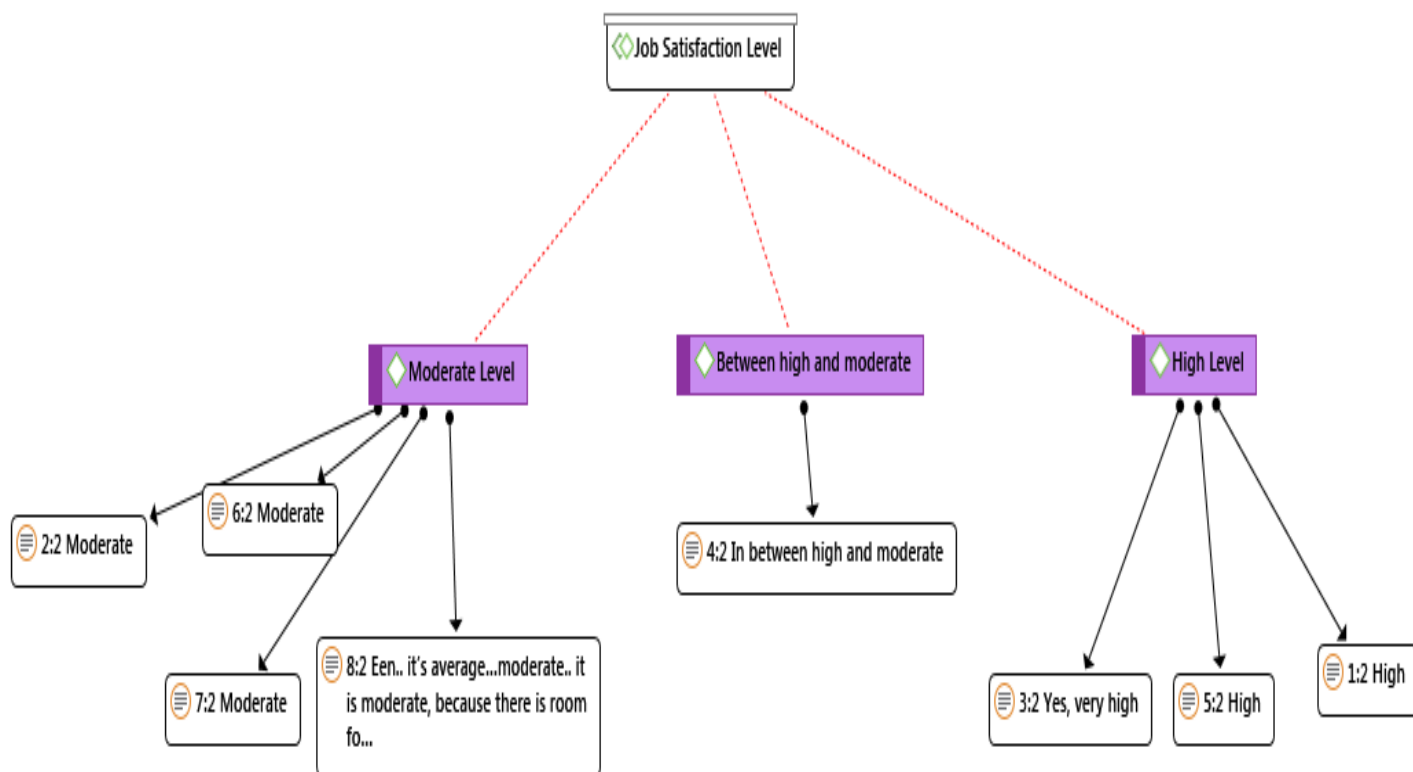 Job Satisfaction Level
Moderate Level
Between high and moderate
High Level
2:2 Moderate
6:2 Moderate
7:2 Moderate
8:2 Een.. it's average...moderate.. it
is moderate, because there is room
fo...
4:2 In between high and moderate
3:2 Yes, very high
5:2 High
1:2 High